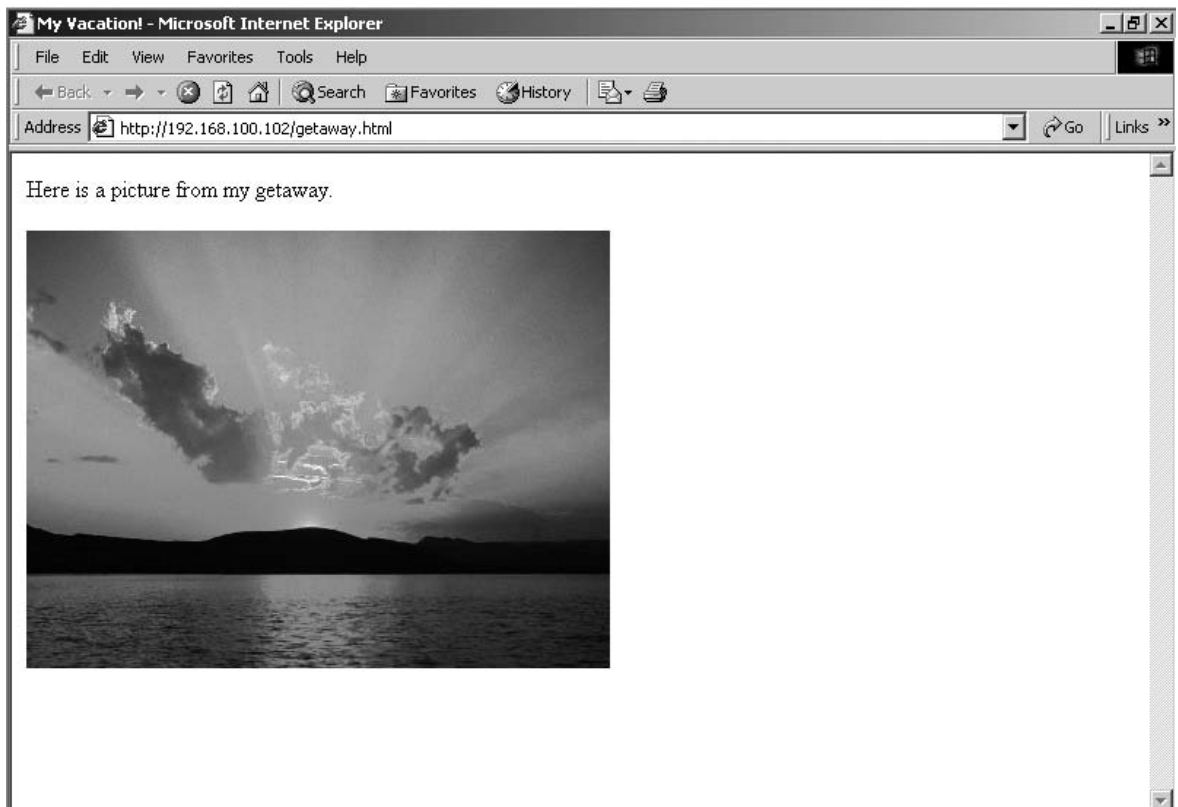 My Vacation! - Microsoft Internet Explorer
File Edit View Favorites Tools Help
Back Search Favorites History
Address http://192.168.100.102/getaway.html Go Links »
Here is a picture from my getaway.